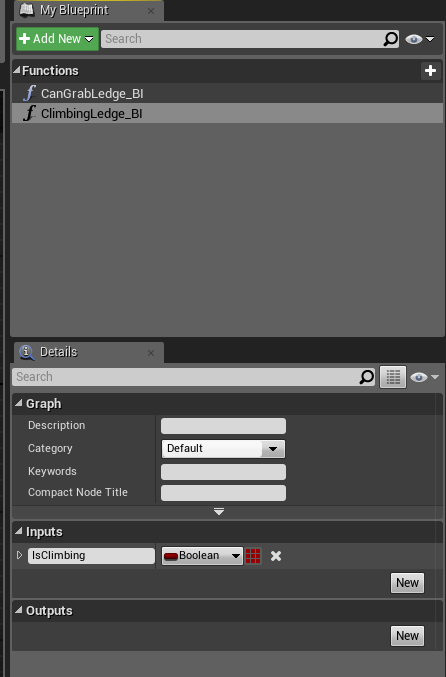 My Blueprint
Add New Search
Functions
CanGrabLedge_BI
ClimbingLedge_BI
Details
Search
Graph
Description
Category Default
Keywords
Compact Node Title
Inputs
IsClimbing Boolean
New
Outputs
New